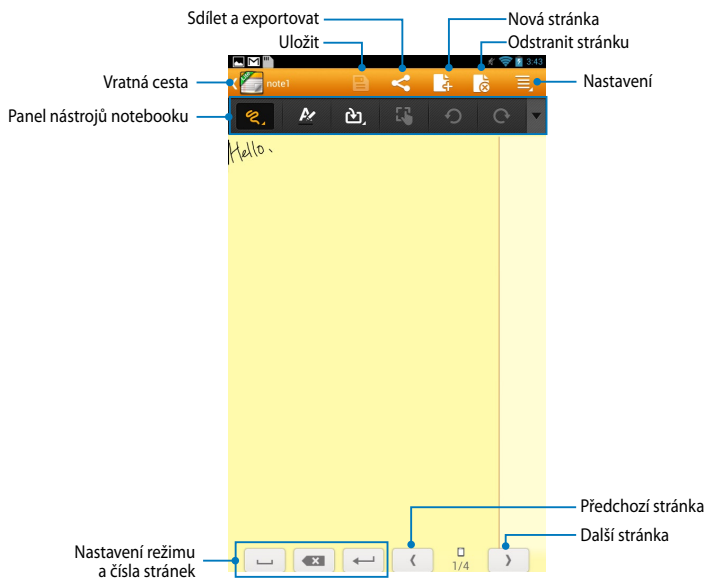 Sdílet a exportovat
Nová stránka
Uložit
Odstranit stránku
3:43
Vratná cesta
note1
Nastavení
Panel nástrojů notebooku
Hello.
Předchozí stránka
Další stránka
Nastavení režimu
a čísla stránek
1/4